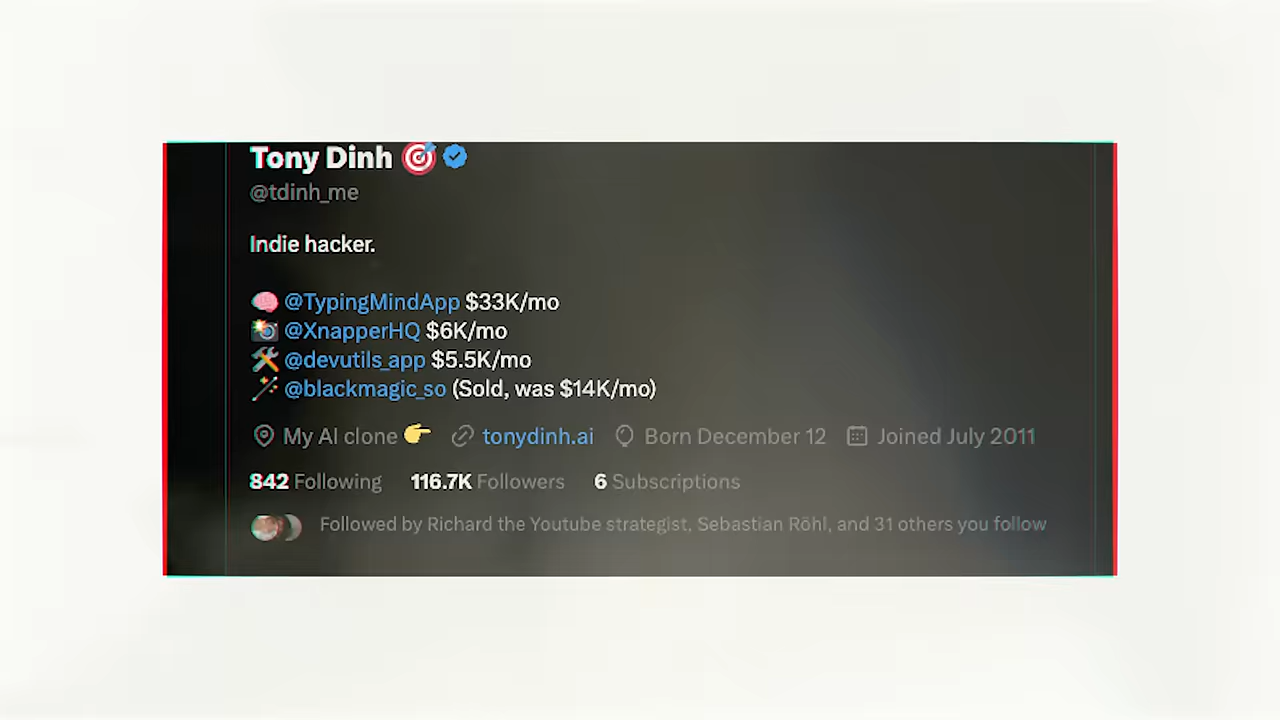 Tony Dinh 🎯
@tdinh_me
Indie hacker.
🧠 @TypingMindApp $33K/mo
📸 @XnapperHQ $6K/mo
🛠️ @devutils_app $5.5K/mo
🪄 @blackmagic_so (Sold, was $14K/mo)
My AI clone 👉 tonydinh.ai Born December 12 Joined July 2011
842 Following 116.7K Followers 6 Subscriptions
Followed by Richard the Youtube strategist, Sebastian Röhl, and 31 others you follow